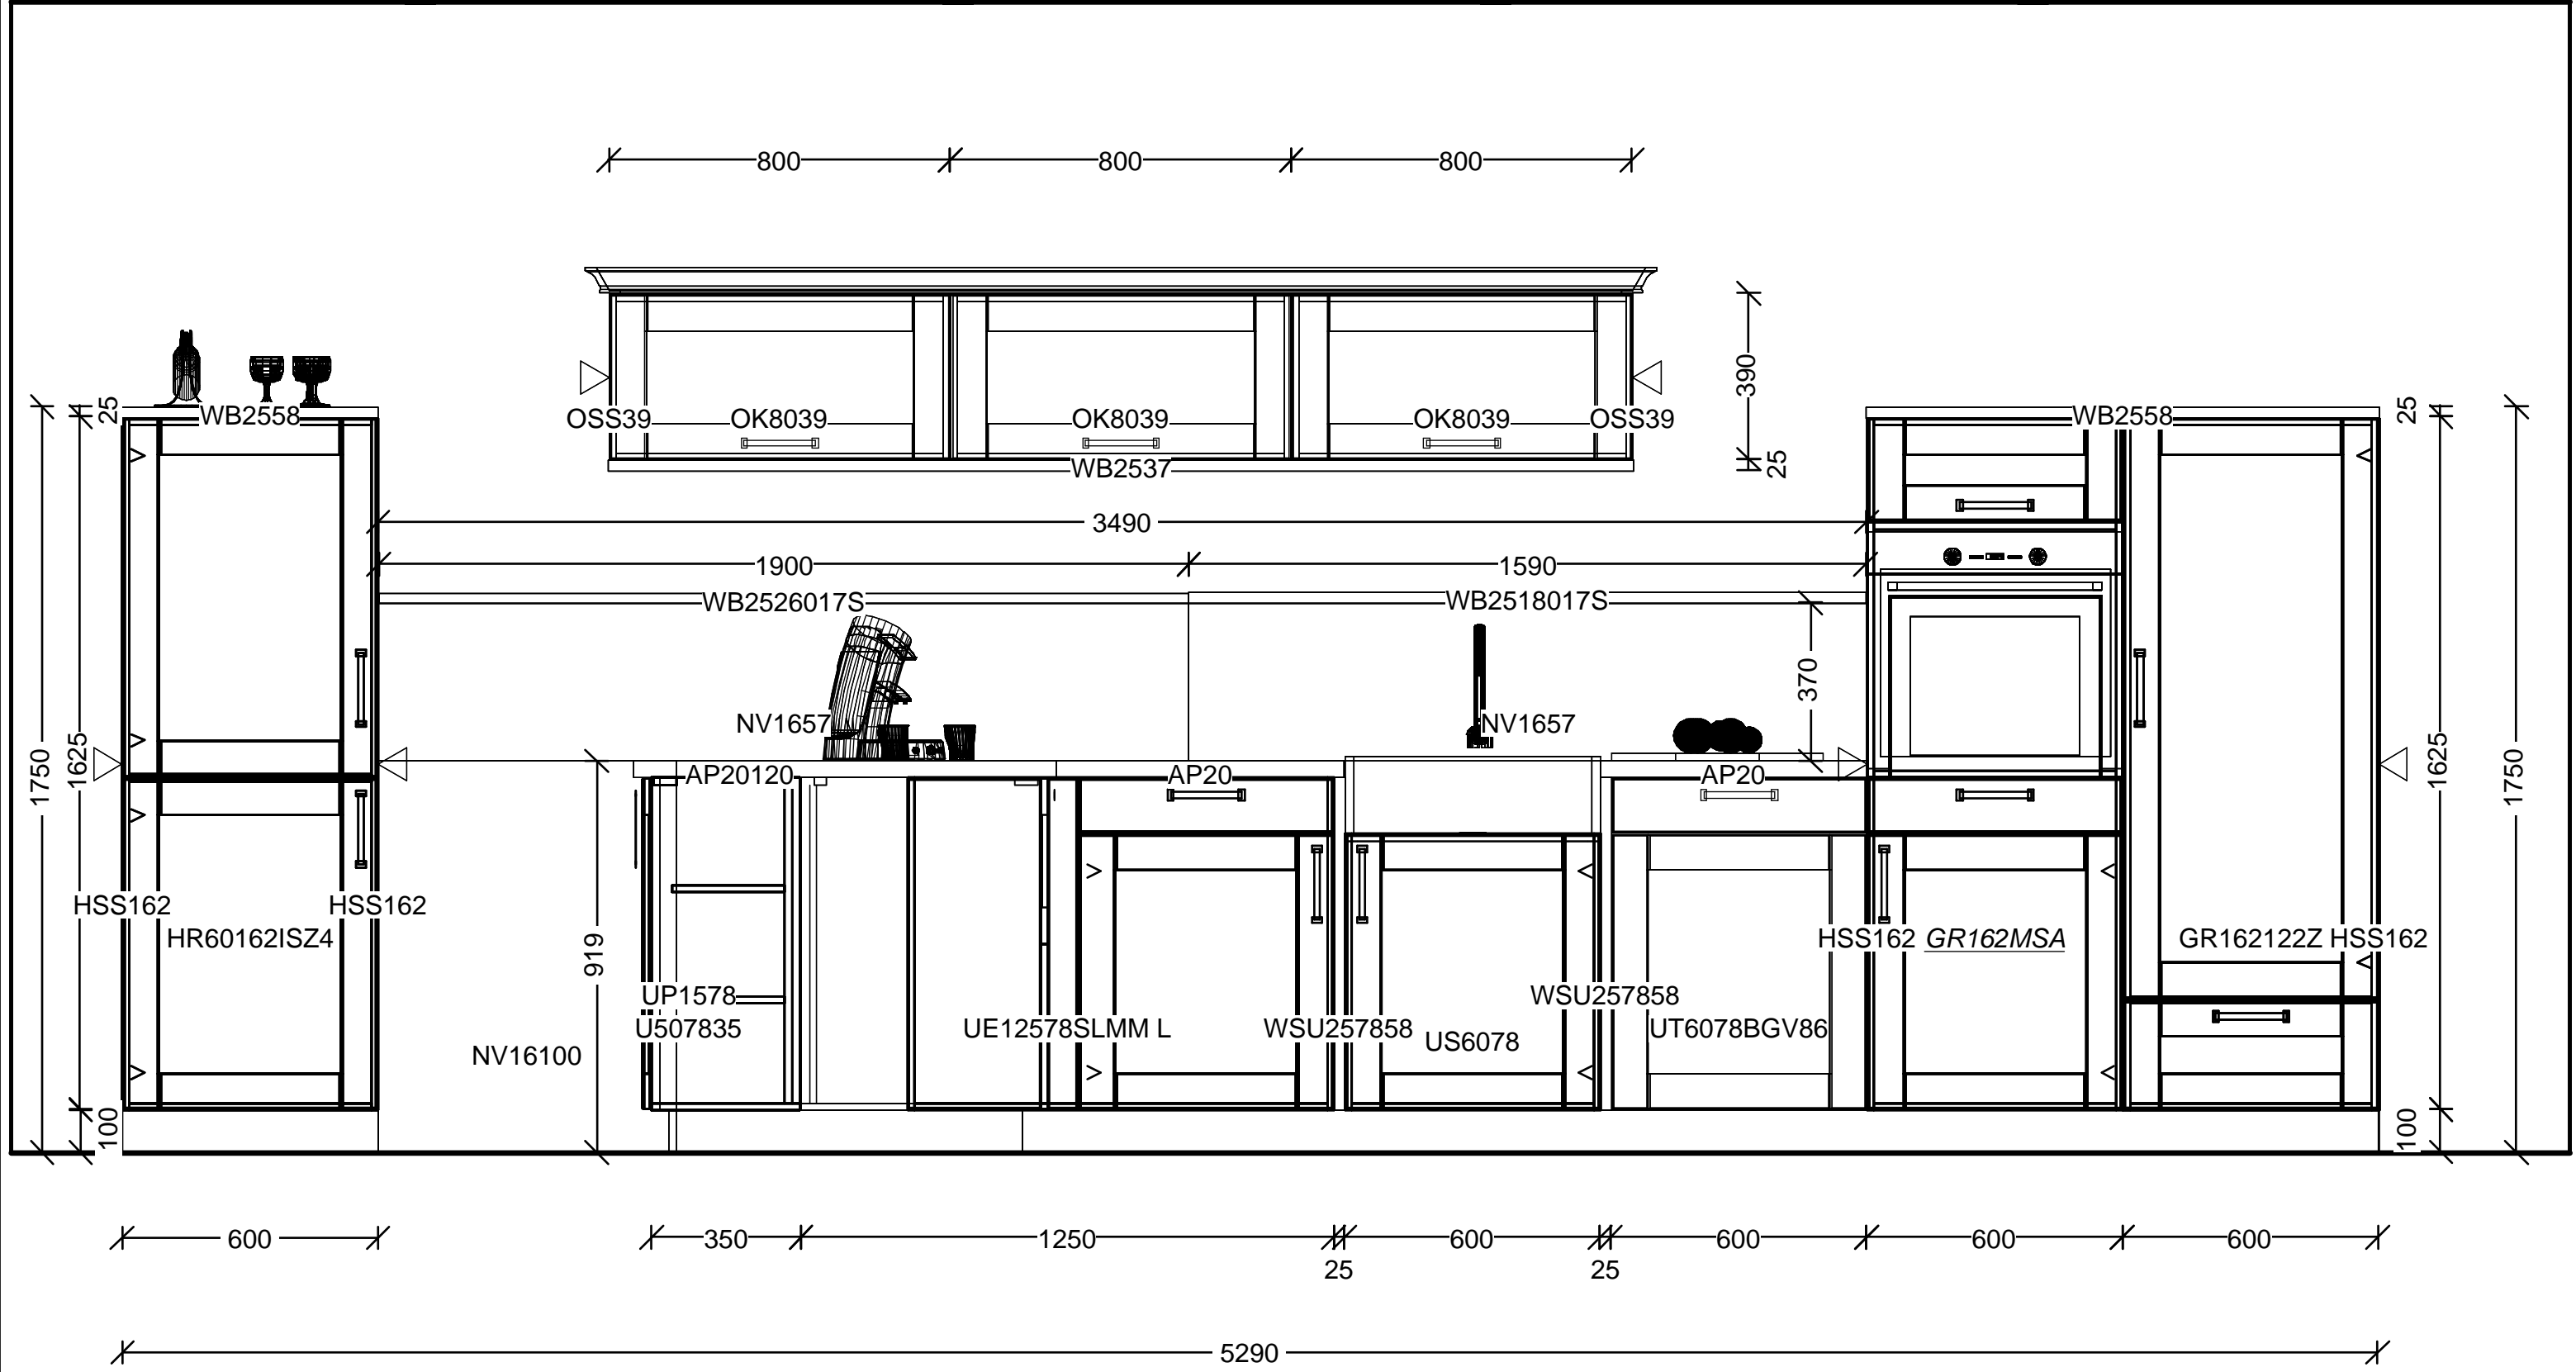 800 800 800
390
25
OSS39 OK8039 OK8039 OK8039 OSS39
WB2537
25 WB2558 WB2558 25
3490
1900 1590
WB2526017S WB2518017S
370
NV1657 NV1657
1750 1625 1625 1750
AP20120 AP20 AP20
HSS162 HSS162
HR60162ISZ4 919 HSS162 GR162MSA GR162122Z HSS162
UP1578 WSU257858
U507835 UE12578SLMM L WSU257858 US6078 UT6078BGV86
NV16100
100 100
600 350 1250 600 600 600 600
25 25
5290